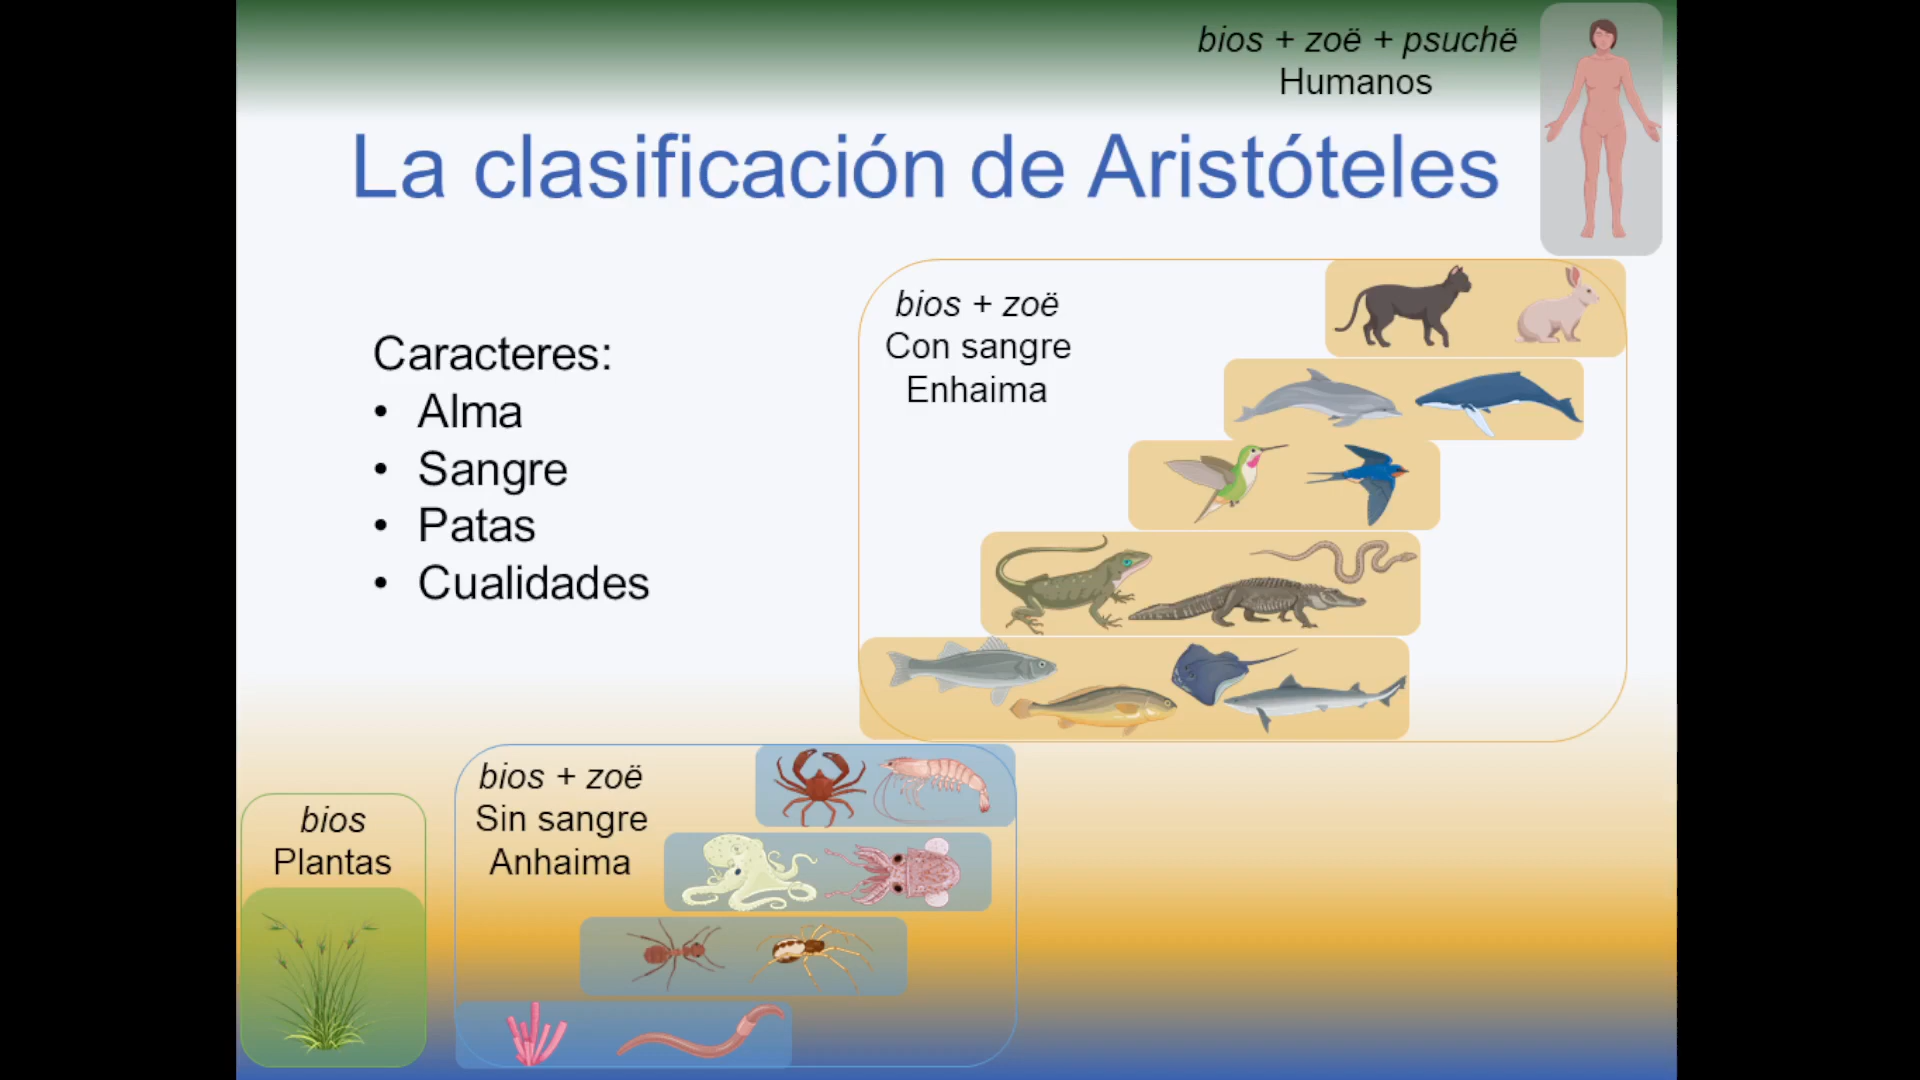 bios + zoë + psuchë
Humanos
La clasificación de Aristóteles
Caracteres:
• Alma
• Sangre
• Patas
• Cualidades
bios + zoë
Con sangre
Enhaima
bios + zoë
Sin sangre
Anhaima
bios
Plantas